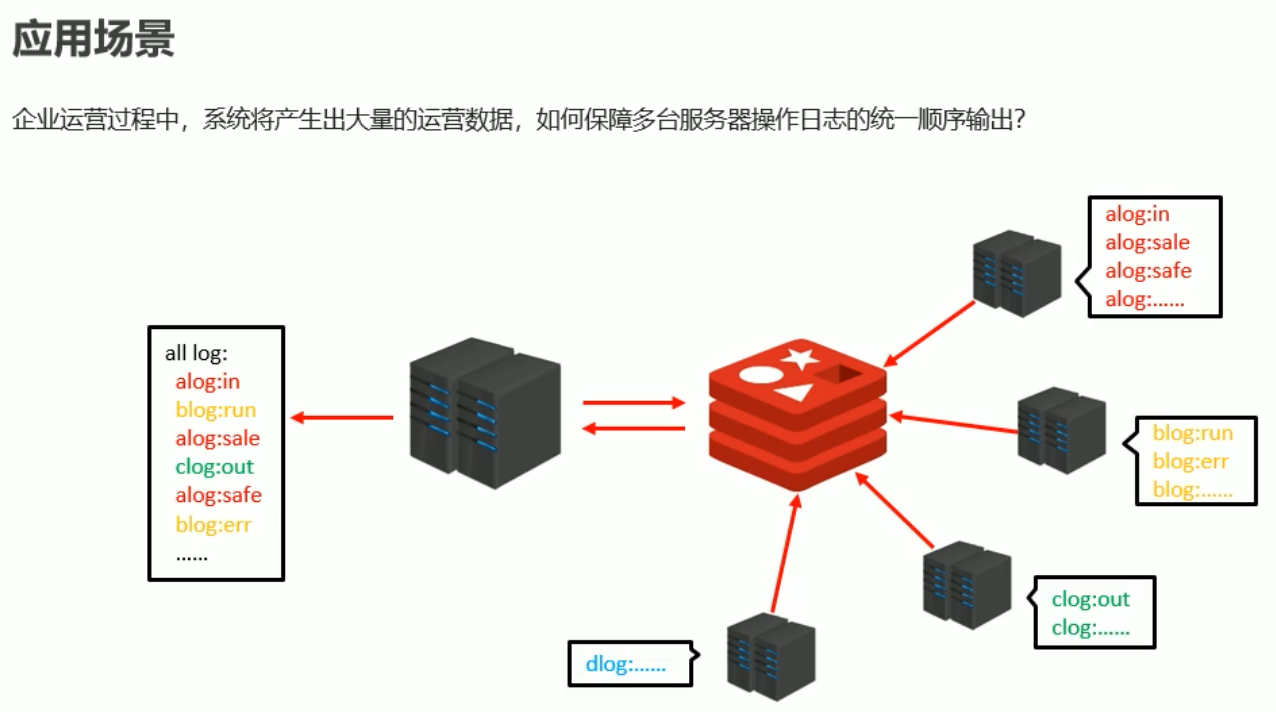 应用场景
企业运营过程中，系统将产生出大量的运营数据，如何保障多台服务器操作日志的统一顺序输出？
alog:in
alog:sale
alog:safe
alog:......
all log:
alog:in
blog:run
alog:sale
clog:out
alog:safe
blog:err
......
blog:run
blog:err
blog:......
clog:out
clog:......
dlog:......